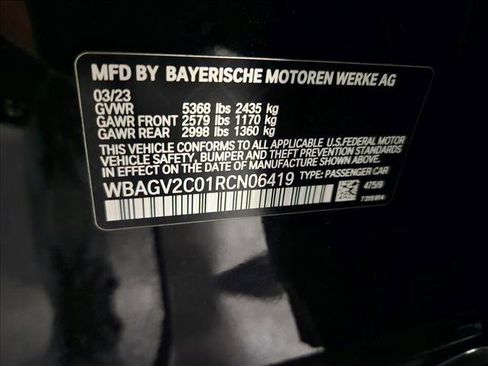 MFD BY BAYERISCHE MOTOREN WERKE AG
03/23
GVWR 5368 lbs 2435 kg
GAWR FRONT 2579 lbs 1170 kg
GAWR REAR 2998 lbs 1360 kg
THIS VEHICLE CONFORMS TO ALL APPLICABLE U.S.FEDERAL MOTOR
VEHICLE SAFETY, BUMPER, AND THEFT PREVENTION STANDARDS
IN EFFECT ON THE DATE OF MANUFACTURE SHOWN ABOVE.
WBAGV2C01RCN06419 TYPE: PASSENGER CAR
475/9